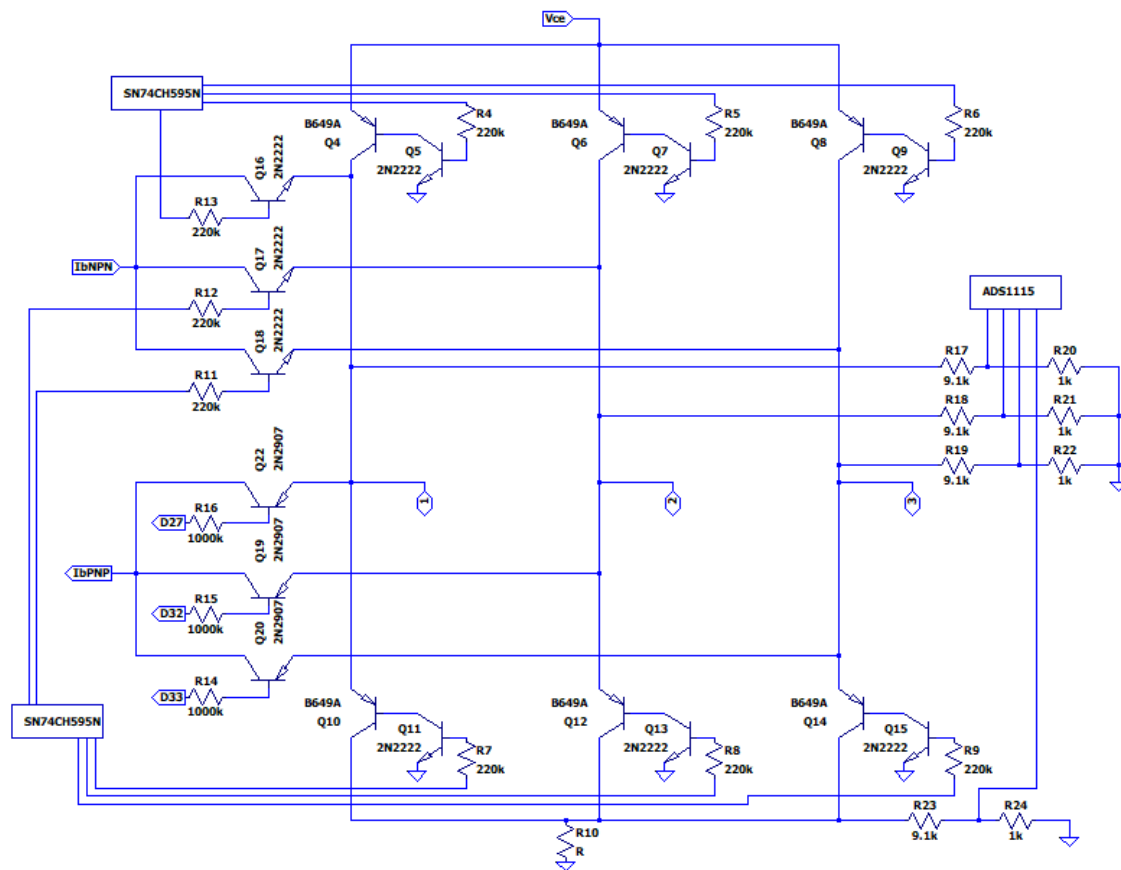 Vce
SN74CH595N
B649A
Q4
Q5
2N2222
R4
220k
B649A
Q6
Q7
2N2222
R5
220k
B649A
Q8
Q9
2N2222
R6
220k
Q16
2N2222
R13
220k
IbNPN
Q17
2N2222
R12
220k
Q18
2N2222
R11
220k
ADS1115
R17
9.1k
R20
1k
R18
9.1k
R21
1k
R19
9.1k
R22
1k
Q22
2N2907
D27
R16
1000k
1
2
3
IbPNP
Q19
2N2907
D32
R15
1000k
Q20
2N2907
D33
R14
1000k
SN74CH595N
B649A
Q10
Q11
2N2222
R7
220k
B649A
Q12
Q13
2N2222
R8
220k
B649A
Q14
Q15
2N2222
R9
220k
R10
R
R23
9.1k
R24
1k